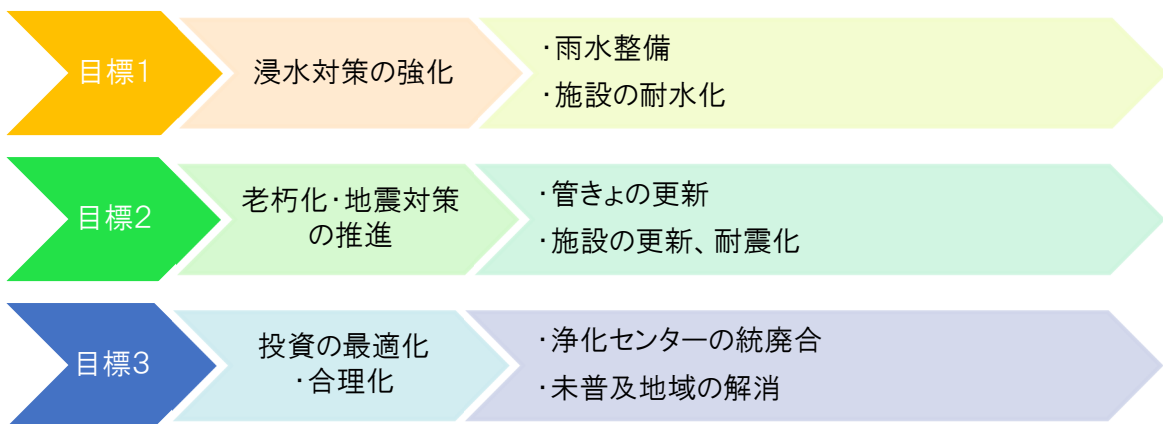 目標1
浸水対策の強化
・雨水整備
・施設の耐水化
目標2
老朽化・地震対策
の推進
・管きょの更新
・施設の更新、耐震化
目標3
投資の最適化
・合理化
・浄化センターの統廃合
・未普及地域の解消